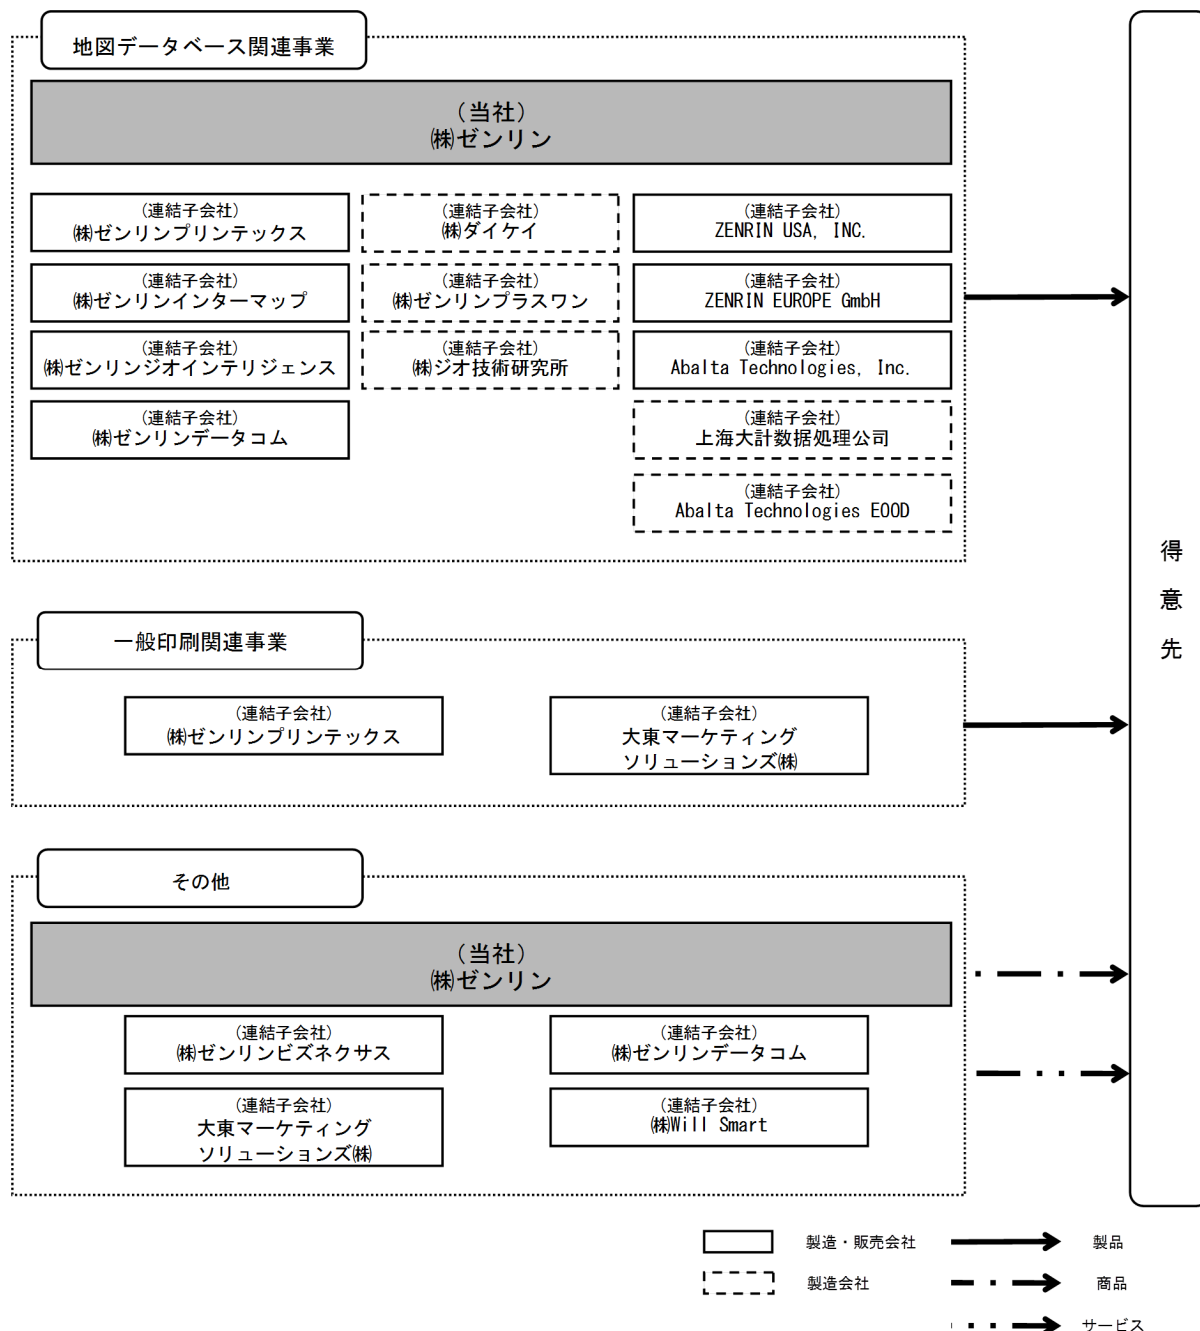 地図データベース関連事業
（当社）
㈱ゼンリン
（連結子会社）
㈱ゼンリンプリンテックス
（連結子会社）
㈱ダイケイ
（連結子会社）
ZENRIN USA, INC.
（連結子会社）
㈱ゼンリンインターマップ
（連結子会社）
㈱ゼンリンプラスワン
（連結子会社）
ZENRIN EUROPE GmbH
（連結子会社）
㈱ゼンリンジオインテリジェンス
（連結子会社）
㈱ジオ技術研究所
（連結子会社）
Abalta Technologies, Inc.
（連結子会社）
㈱ゼンリンデータコム
（連結子会社）
上海大計数据処理公司
（連結子会社）
Abalta Technologies EOOD
得
意
先
一般印刷関連事業
（連結子会社）
㈱ゼンリンプリンテックス
（連結子会社）
大東マーケティング
ソリューションズ㈱
その他
（当社）
㈱ゼンリン
（連結子会社）
㈱ゼンリンビズネクサス
（連結子会社）
㈱ゼンリンデータコム
（連結子会社）
大東マーケティング
ソリューションズ㈱
（連結子会社）
㈱Will Smart
製造・販売会社
製品
製造会社
商品
サービス